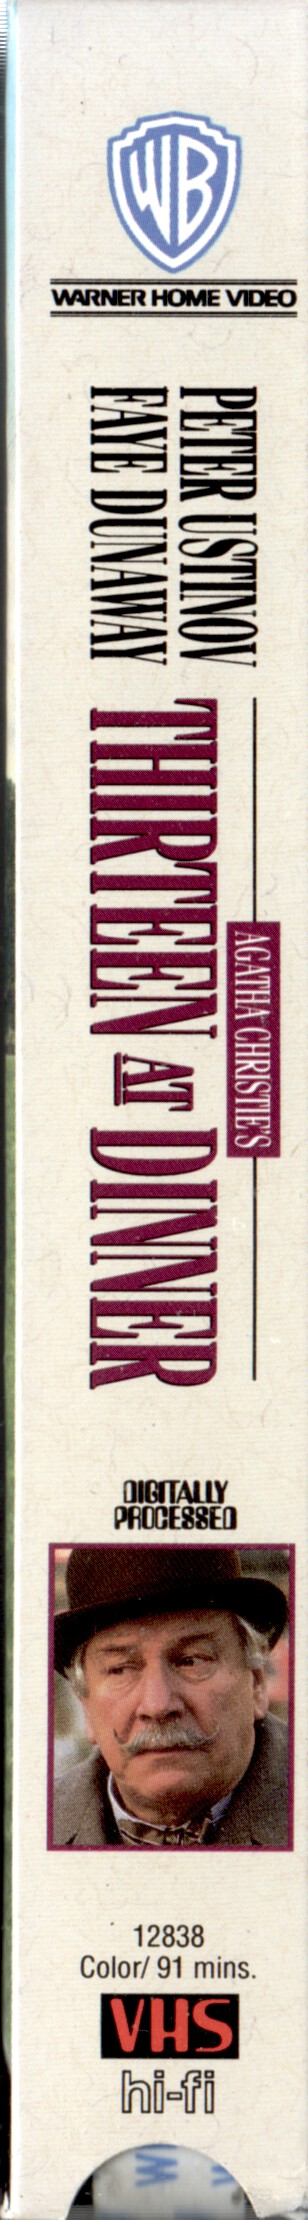 WB
WARNER HOME VIDEO
PETER USTINOV
FAYE DUNAWAY
AGATHA CHRISTIE'S
THIRTEEN AT DINNER
DIGITALLY
PROCESSED
12838
Color/ 91 mins.
VHS
hi-fi
W